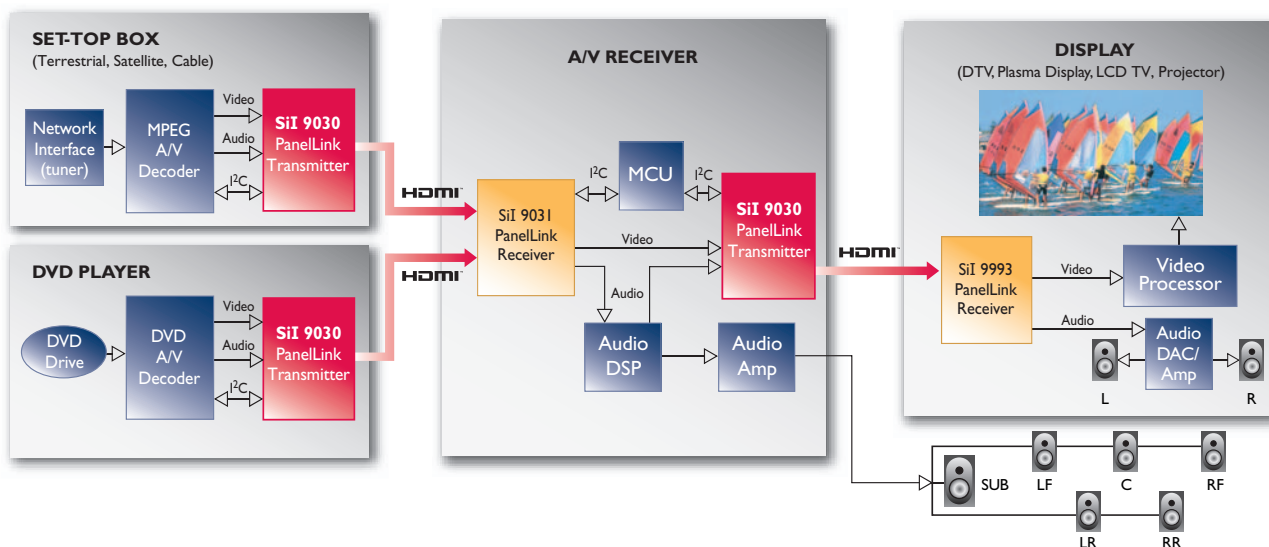 SET-TOP BOX
(Terrestrial, Satellite, Cable)
Network
Interface
(tuner)
MPEG
A/V
Decoder
Video
Audio
I²C
SiI 9030
PanelLink
Transmitter
HDMI™
DVD PLAYER
DVD
Drive
DVD
A/V
Decoder
Video
Audio
I²C
SiI 9030
PanelLink
Transmitter
HDMI™
A/V RECEIVER
SiI 9031
PanelLink
Receiver
I²C
MCU
I²C
SiI 9030
PanelLink
Transmitter
Video
Audio
Audio
DSP
Audio
Amp
HDMI™
DISPLAY
(DTV, Plasma Display, LCD TV, Projector)
SiI 9993
PanelLink
Receiver
Video
Video
Processor
Audio
Audio
DAC/
Amp
L
R
SUB
LF
C
RF
LR
RR